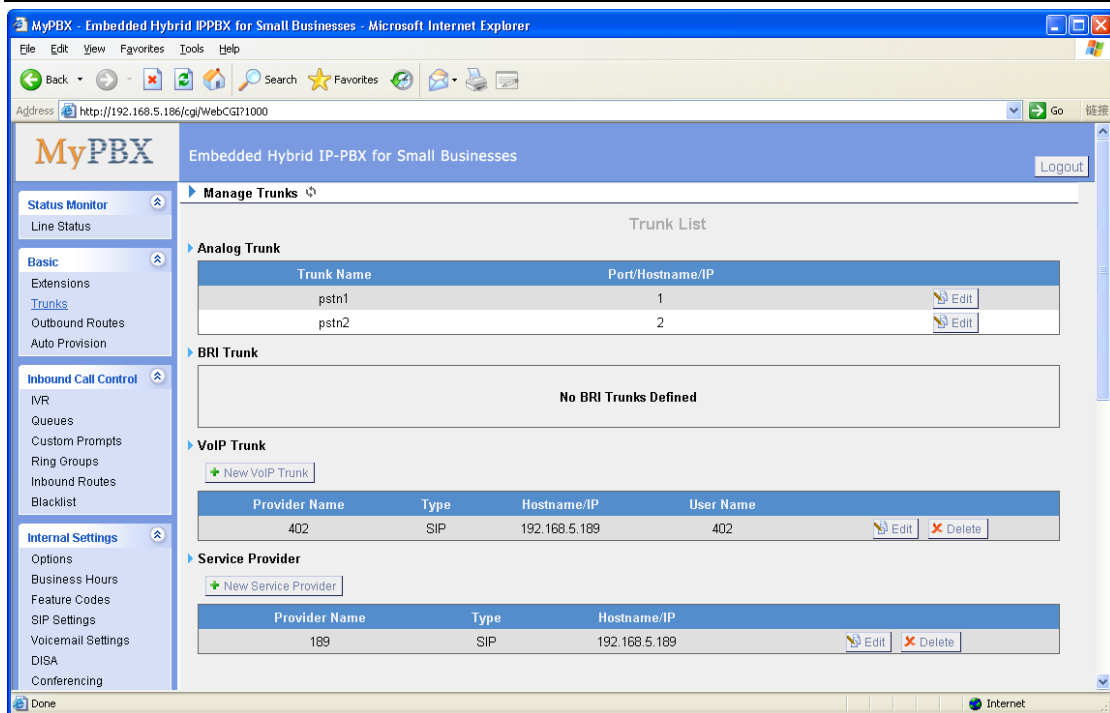 MyPBX - Embedded Hybrid IPPBX for Small Businesses - Microsoft Internet Explorer
File Edit View Favorites Tools Help
Back Search Favorites
Address http://192.168.5.186/cgi/WebCGI?1000 Go 链接
MyPBX
Embedded Hybrid IP-PBX for Small Businesses
Logout
Status Monitor
Line Status
Basic
Extensions
Trunks
Outbound Routes
Auto Provision
Inbound Call Control
IVR
Queues
Custom Prompts
Ring Groups
Inbound Routes
Blacklist
Internal Settings
Options
Business Hours
Feature Codes
SIP Settings
Voicemail Settings
DISA
Conferencing
Manage Trunks
Trunk List
Analog Trunk
Trunk Name Port/Hostname/IP
pstn1 1 Edit
pstn2 2 Edit
BRI Trunk
No BRI Trunks Defined
VoIP Trunk
New VoIP Trunk
Provider Name Type Hostname/IP User Name
402 SIP 192.168.5.189 402 Edit Delete
Service Provider
New Service Provider
Provider Name Type Hostname/IP
189 SIP 192.168.5.189 Edit Delete
Done Internet